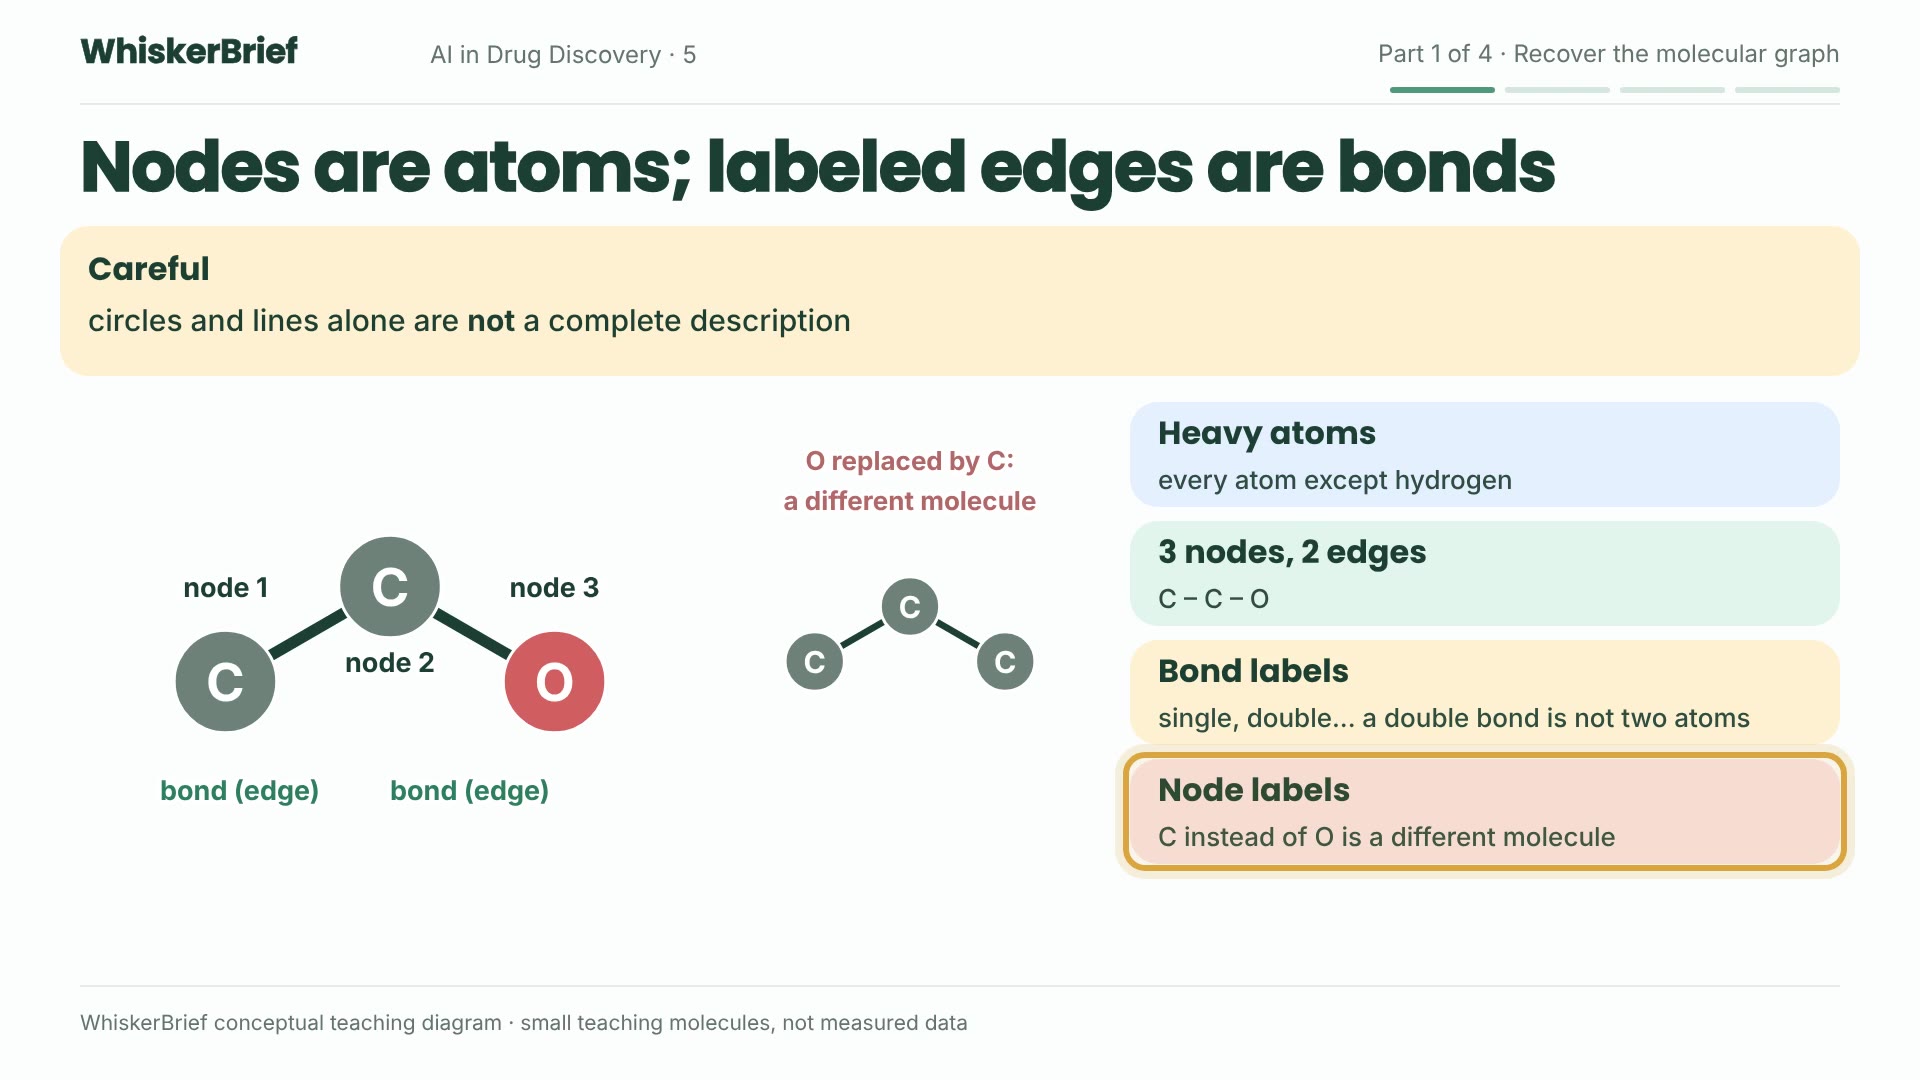 WhiskerBrief
AI in Drug Discovery · 5
Part 1 of 4 · Recover the molecular graph
Nodes are atoms; labeled edges are bonds
Careful
circles and lines alone are not a complete description
node 1
C
node 3
C
node 2
O
bond (edge)
bond (edge)
O replaced by C:
a different molecule
C
C
C
Heavy atoms
every atom except hydrogen
3 nodes, 2 edges
C – C – O
Bond labels
single, double… a double bond is not two atoms
Node labels
C instead of O is a different molecule
WhiskerBrief conceptual teaching diagram · small teaching molecules, not measured data